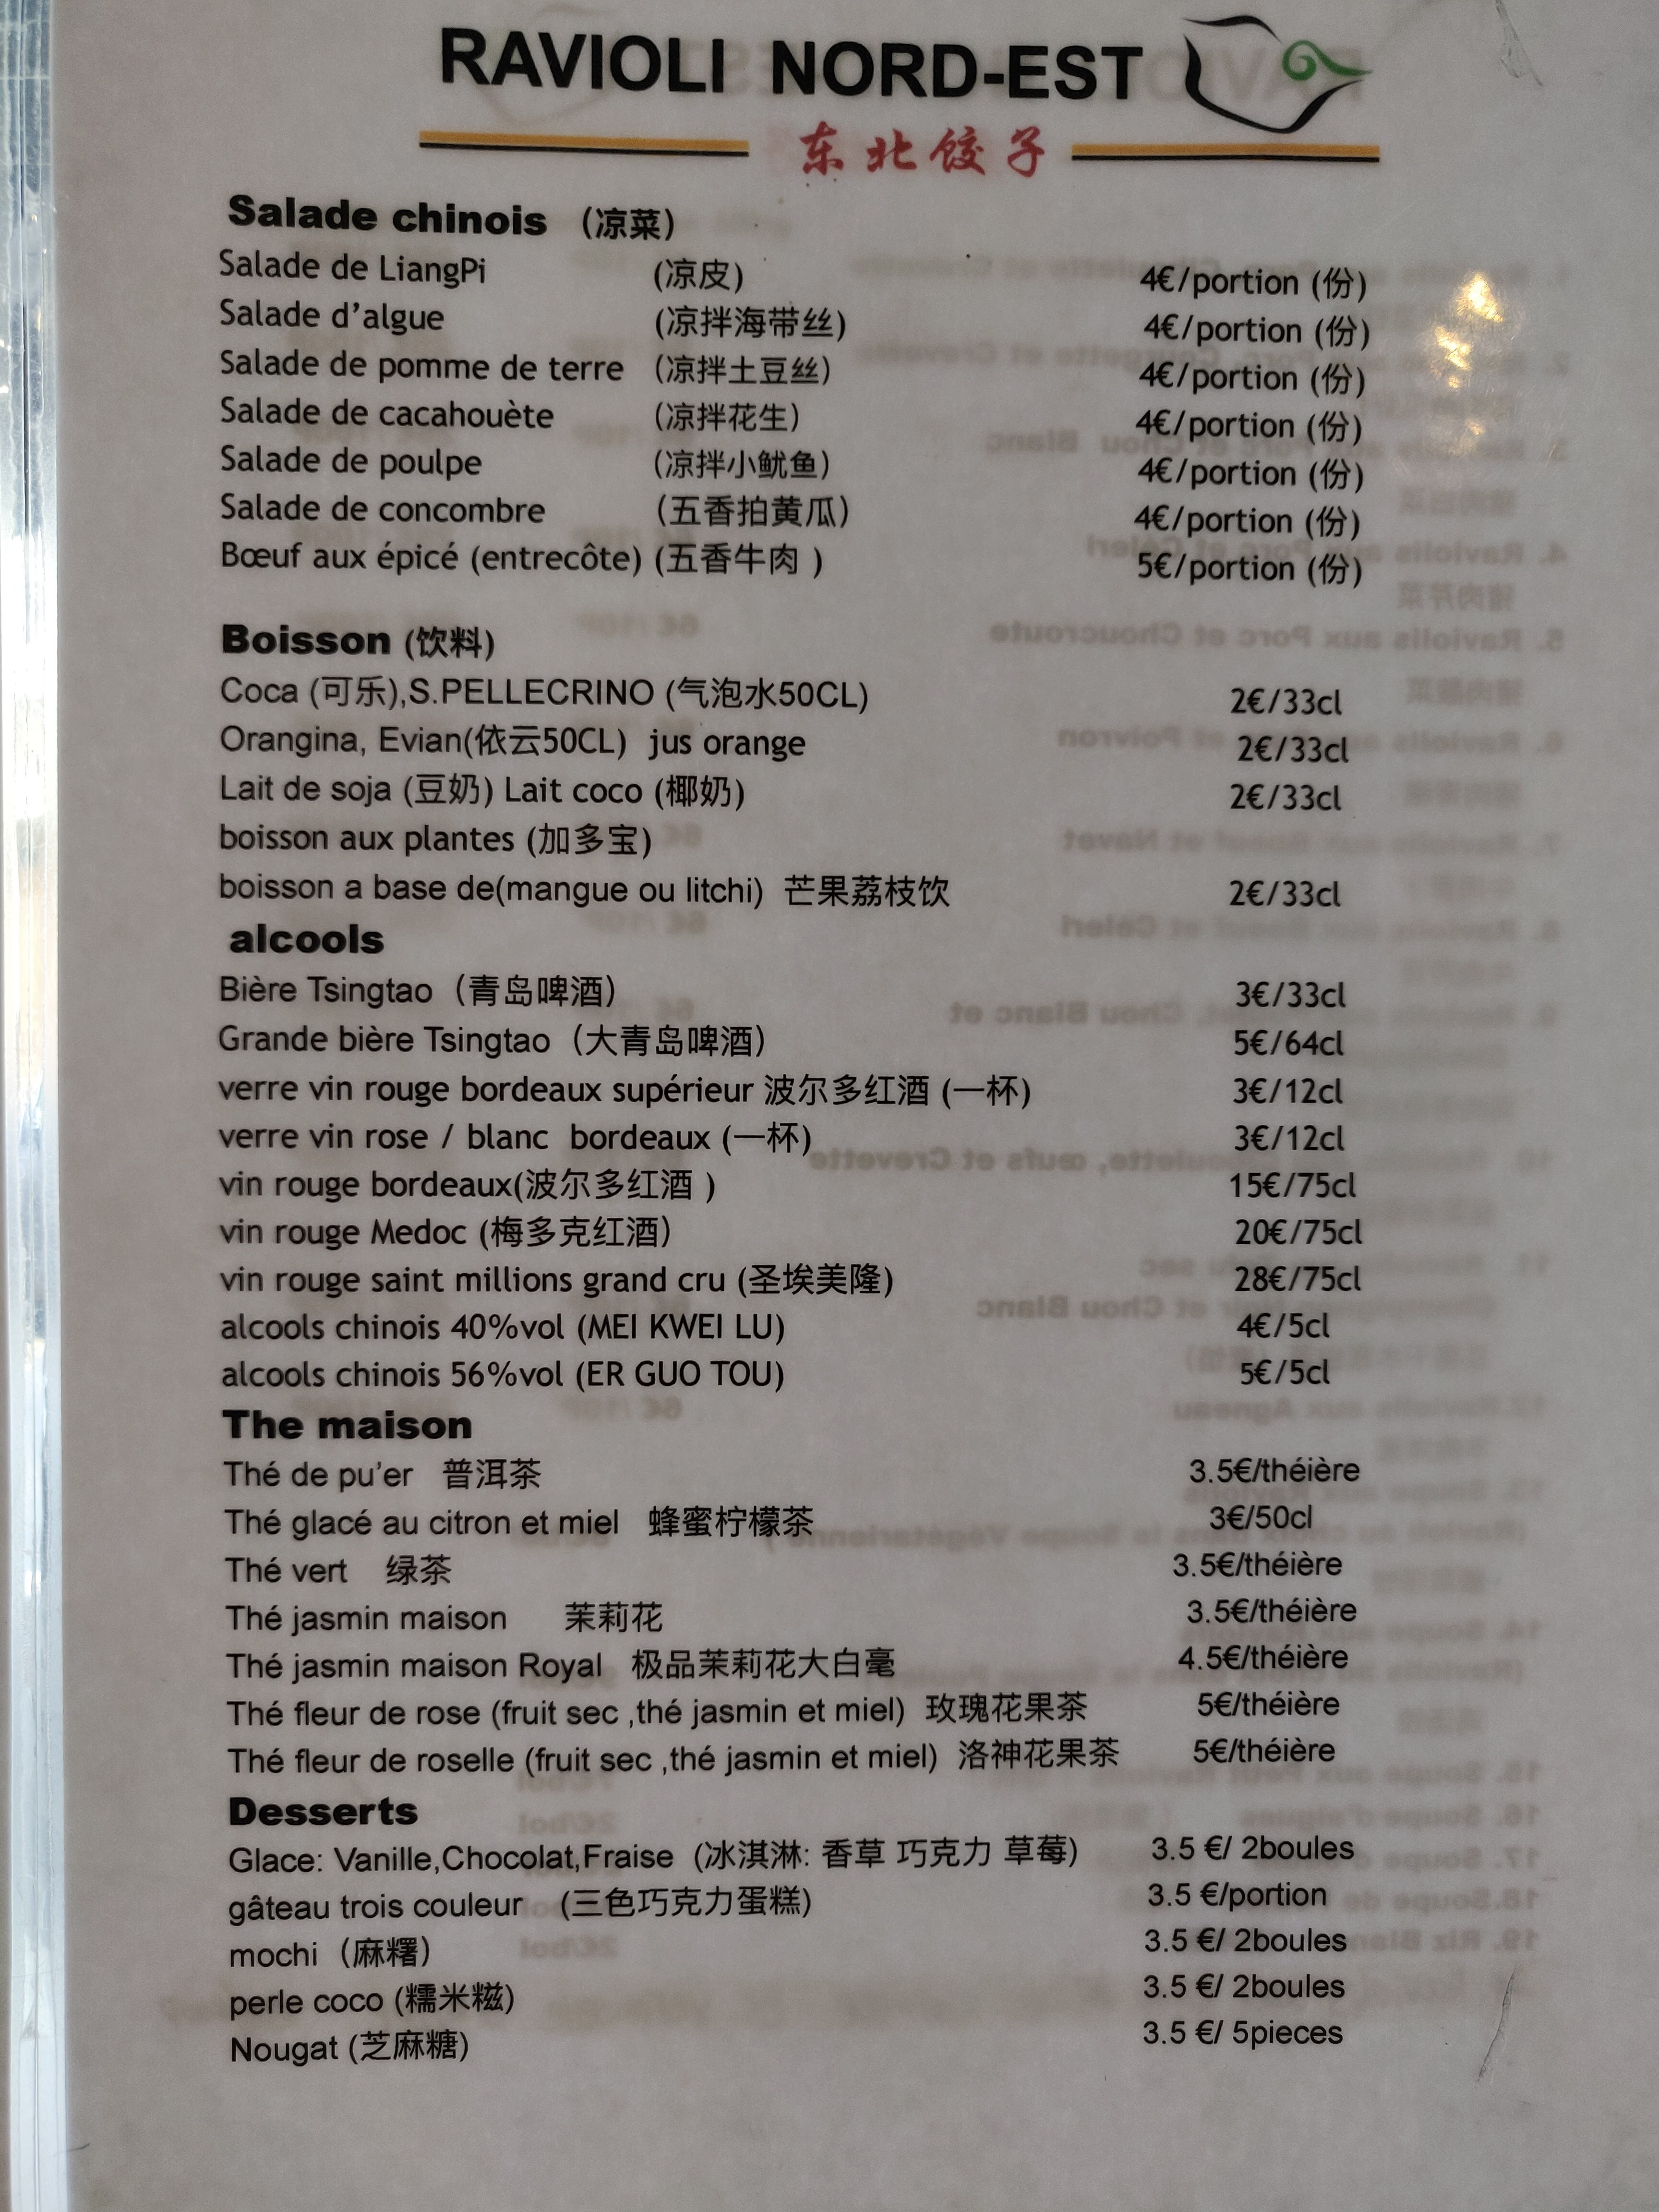 RAVIOLI NORD-EST
东北饺子
Salade chinois （凉菜）
Salade de LiangPi (凉皮) 4€/portion (份)
Salade d’algue (凉拌海带丝) 4€/portion (份)
Salade de pomme de terre (凉拌土豆丝) 4€/portion (份)
Salade de cacahouète (凉拌花生) 4€/portion (份)
Salade de poulpe (凉拌小鱿鱼) 4€/portion (份)
Salade de concombre （五香拍黄瓜） 4€/portion (份)
Bœuf aux épicé (entrecôte) (五香牛肉 ) 5€/portion (份)
Boisson (饮料)
Coca (可乐),S.PELLECRINO (气泡水50CL) 2€/33cl
Orangina, Evian(依云50CL) jus orange 2€/33cl
Lait de soja (豆奶) Lait coco (椰奶) 2€/33cl
boisson aux plantes (加多宝)
boisson a base de(mangue ou litchi) 芒果荔枝饮 2€/33cl
alcools
Bière Tsingtao（青岛啤酒） 3€/33cl
Grande bière Tsingtao（大青岛啤酒） 5€/64cl
verre vin rouge bordeaux supérieur 波尔多红酒 (一杯) 3€/12cl
verre vin rose / blanc bordeaux (一杯) 3€/12cl
vin rouge bordeaux(波尔多红酒 ) 15€/75cl
vin rouge Medoc (梅多克红酒） 20€/75cl
vin rouge saint millions grand cru (圣埃美隆) 28€/75cl
alcools chinois 40%vol (MEI KWEI LU) 4€/5cl
alcools chinois 56%vol (ER GUO TOU) 5€/5cl
The maison
Thé de pu’er 普洱茶 3.5€/théière
Thé glacé au citron et miel 蜂蜜柠檬茶 3€/50cl
Thé vert 绿茶 3.5€/théière
Thé jasmin maison 茉莉花 3.5€/théière
Thé jasmin maison Royal 极品茉莉花大白毫 4.5€/théière
Thé fleur de rose (fruit sec ,thé jasmin et miel) 玫瑰花果茶 5€/théière
Thé fleur de roselle (fruit sec ,thé jasmin et miel) 洛神花果茶 5€/théière
Desserts
Glace: Vanille,Chocolat,Fraise (冰淇淋: 香草 巧克力 草莓) 3.5 €/ 2boules
gâteau trois couleur (三色巧克力蛋糕) 3.5 €/portion
mochi（麻糬） 3.5 €/ 2boules
perle coco (糯米糍) 3.5 €/ 2boules
Nougat (芝麻糖) 3.5 €/ 5pieces